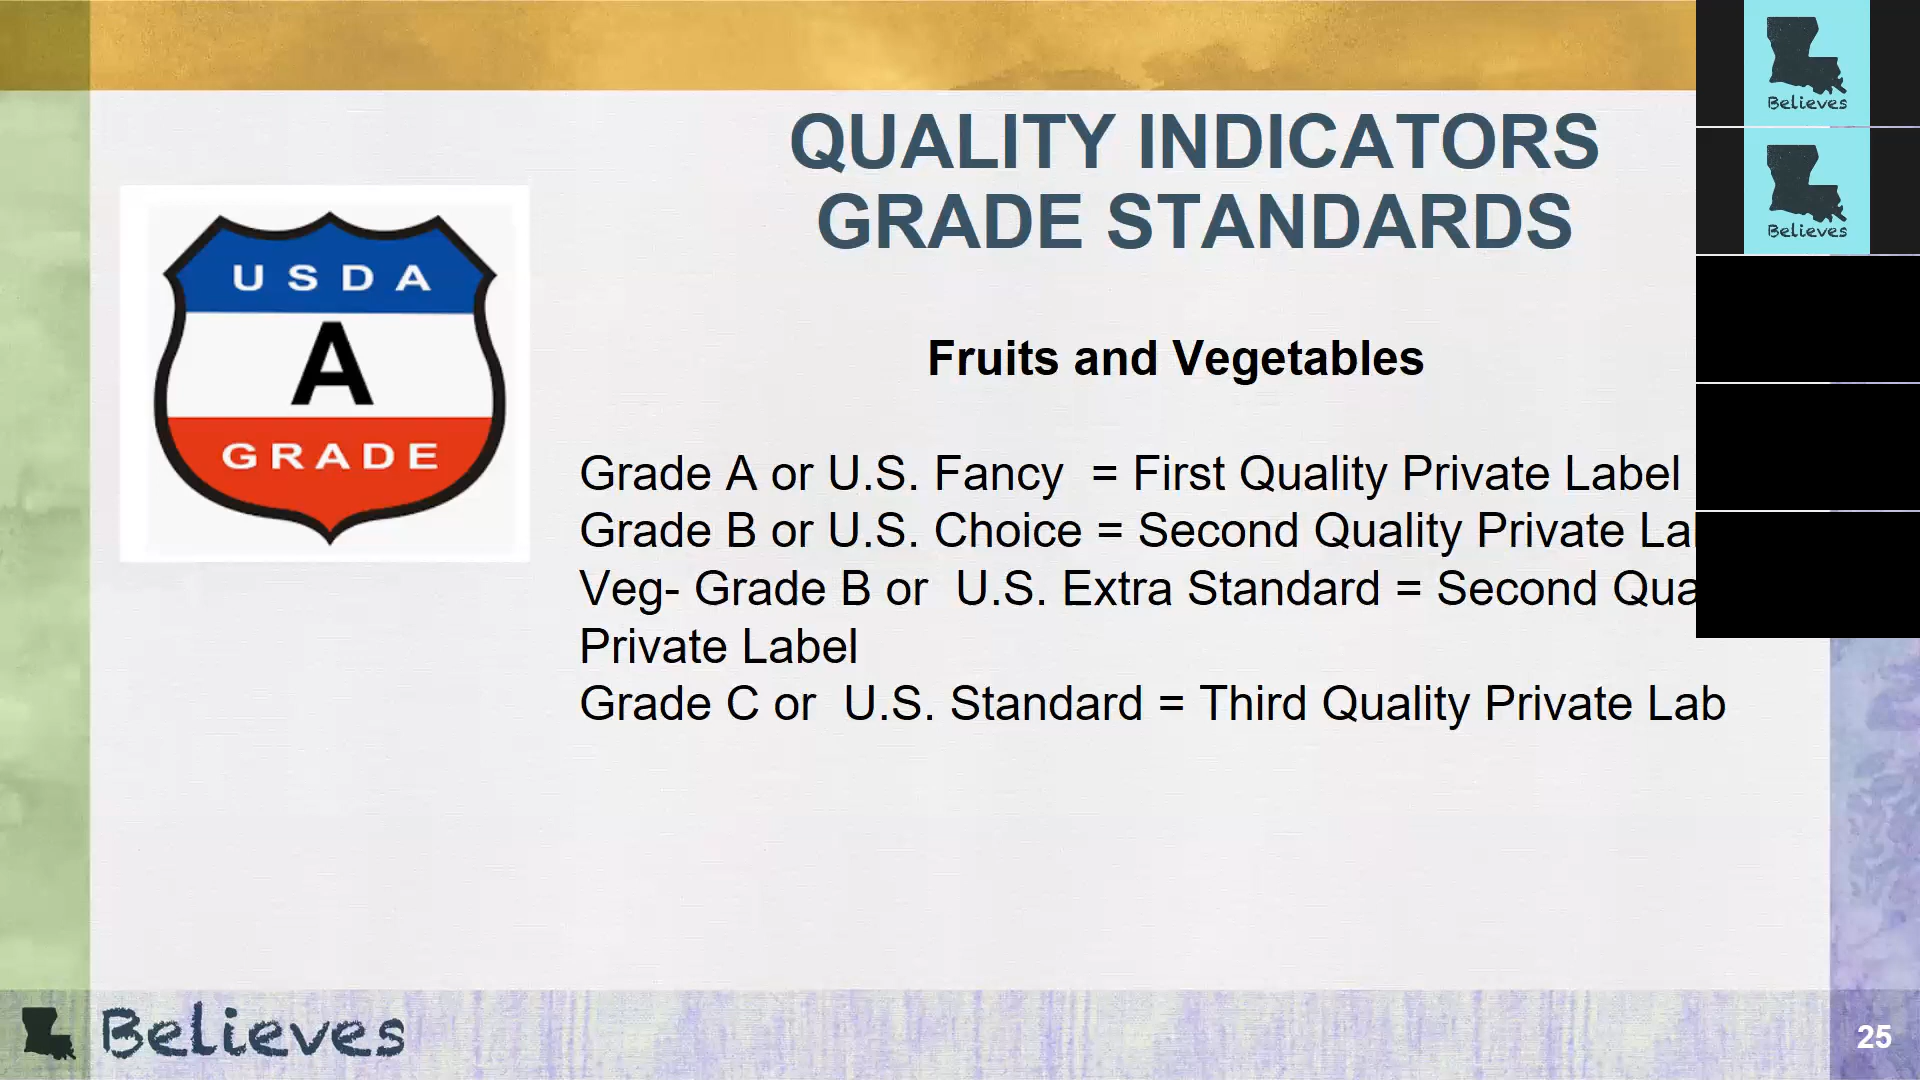 QUALITY INDICATORS
GRADE STANDARDS
USDA
A
GRADE
Fruits and Vegetables
Grade A or U.S. Fancy = First Quality Private Label
Grade B or U.S. Choice = Second Quality Private
Veg- Grade B or U.S. Extra Standard = Second
Private Label
Grade C or U.S. Standard = Third Quality Private Lab
Believes
Believes
Believes
25